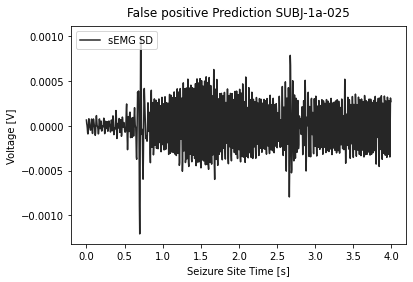 False positive Prediction SUBJ-1a-025
sEMG SD
Voltage [V]
0.0010
0.0005
0.0000
−0.0005
−0.0010
0.0 0.5 1.0 1.5 2.0 2.5 3.0 3.5 4.0
Seizure Site Time [s]